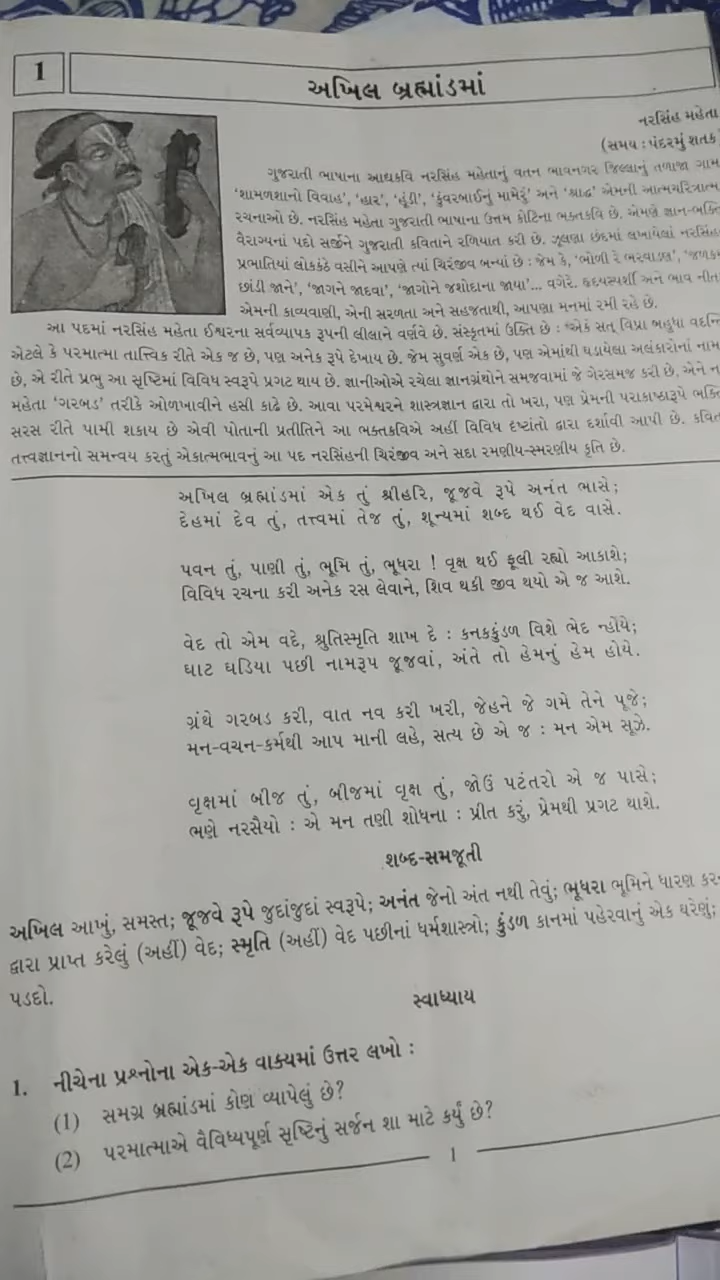 1
અખિલ બ્રહ્માંડમાં
નરસિંહ મહેતા
(સમય : પંદરમું શતક
ગુજરાતી ભાષાના આદ્યકવિ નરસિંહ મહેતાનું વતન ભાવનગર જિલ્લાનું તળાજા ગામ
'શામળશાનો વિવાહ', 'હાર', 'હૂંડી', 'કુંવરબાઈનું મામેરું' અને 'શ્રાદ્ધ' એમની આત્મચરિત્રાત્મ
રચનાઓ છે. નરસિંહ મહેતા ગુજરાતી ભાષાના ઉત્તમ કોટિના ભક્તકવિ છે. એમણે જ્ઞાન-ભક્તિ
વૈરાગ્યનાં પદો સર્જીને ગુજરાતી કવિતાને રળિયાત કરી છે. ઝૂલણા છંદમાં લખાયેલાં નરસિંહ
પ્રભાતિયાં લોકકંઠે વસીને આપણે ત્યાં ચિરંજીવ બન્યાં છે : જેમ કે, 'ભોળી રે ભરવાડણ', 'જળક
છાંડી જાને', 'જાગને જાદવા', 'જાગોને જશોદાના જાયા'... વગેરે. હૃદયસ્પર્શી અને ભાવ નીત
એમની કાવ્યવાણી, એની સરળતા અને સહજતાથી, આપણા મનમાં રમી રહે છે.
આ પદમાં નરસિંહ મહેતા ઈશ્વરના સર્વવ્યાપક રૂપની લીલાને વર્ણવે છે. સંસ્કૃતમાં ઉક્તિ છે : 'એકં સત્ વિપ્રા બહુધા વદન્તિ
એટલે કે પરમાત્મા તાત્ત્વિક રીતે એક જ છે, પણ અનેક રૂપે દેખાય છે. જેમ સુવર્ણ એક છે, પણ એમાંથી ઘડાયેલા અલંકારોનાં નામ
છે, એ રીતે પ્રભુ આ સૃષ્ટિમાં વિવિધ સ્વરૂપે પ્રગટ થાય છે. જ્ઞાનીઓએ રચેલા જ્ઞાનગ્રંથોને સમજવામાં જે ગેરસમજ કરી છે, એને ન
મહેતા 'ગરબડ' તરીકે ઓળખાવીને હસી કાઢે છે. આવા પરમેશ્વરને શાસ્ત્રજ્ઞાન દ્વારા તો ખરા, પણ પ્રેમની પરાકાષ્ઠારૂપે ભક્તિ
સરસ રીતે પામી શકાય છે એવી પોતાની પ્રતીતિને આ ભક્તકવિએ અહીં વિવિધ દૃષ્ટાંતો દ્વારા દર્શાવી આપી છે. કવિત
તત્ત્વજ્ઞાનનો સમન્વય કરતું એકાત્મભાવનું આ પદ નરસિંહની ચિરંજીવ અને સદા રમણીય-સ્મરણીય કૃતિ છે.
અખિલ બ્રહ્માંડમાં એક તું શ્રીહરિ, જૂજવે રૂપે અનંત ભાસે;
દેહમાં દેવ તું, તત્ત્વમાં તેજ તું, શૂન્યમાં શબ્દ થઈ વેદ વાસે.
પવન તું, પાણી તું, ભૂમિ તું, ભૂધરા ! વૃક્ષ થઈ ફૂલી રહ્યો આકાશે;
વિવિધ રચના કરી અનેક રસ લેવાને, શિવ થકી જીવ થયો એ જ આશે.
વેદ તો એમ વદે, શ્રુતિસ્મૃતિ શાખ દે : કનકકુંડળ વિશે ભેદ ન્હોયે;
ઘાટ ઘડિયા પછી નામરૂપ જૂજવાં, અંતે તો હેમનું હેમ હોયે.
ગ્રંથે ગરબડ કરી, વાત નવ કરી ખરી, જેહને જે ગમે તેને પૂજે;
મન-વચન-કર્મથી આપ માની લહે, સત્ય છે એ જ : મન એમ સૂઝે.
વૃક્ષમાં બીજ તું, બીજમાં વૃક્ષ તું, જોઉં પટંતરો એ જ પાસે;
ભણે નરસૈયો : એ મન તણી શોધના : પ્રીત કરું, પ્રેમથી પ્રગટ થાશે.
શબ્દ-સમજૂતી
અખિલ આખું, સમસ્ત; જૂજવે રૂપે જુદાંજુદાં સ્વરૂપે; અનંત જેનો અંત નથી તેવું; ભૂધરા ભૂમિને ધારણ કર
દ્વારા પ્રાપ્ત કરેલું (અહીં) વેદ; સ્મૃતિ (અહીં) વેદ પછીનાં ધર્મશાસ્ત્રો; કુંડળ કાનમાં પહેરવાનું એક ઘરેણું;
પડદો.
સ્વાધ્યાય
1. નીચેના પ્રશ્નોના એક-એક વાક્યમાં ઉત્તર લખો :
(1) સમગ્ર બ્રહ્માંડમાં કોણ વ્યાપેલું છે?
(2) પરમાત્માએ વૈવિધ્યપૂર્ણ સૃષ્ટિનું સર્જન શા માટે કર્યું છે?
1